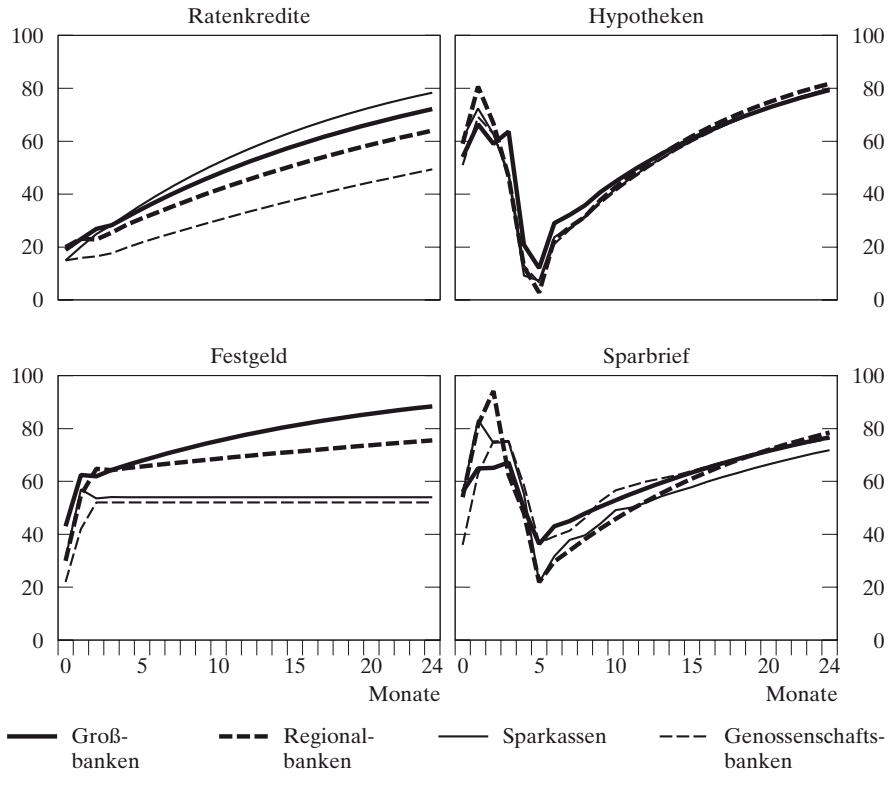 Ratenkredite Hypotheken
100 100
80 80
60 60
40 40
20 20
0 0
Festgeld Sparbrief
100 100
80 80
60 60
40 40
20 20
0 0
0 5 10 15 20 24 0 5 10 15 20 24
Monate Monate
Groß- Regional- Sparkassen Genossenschafts-
banken banken banken